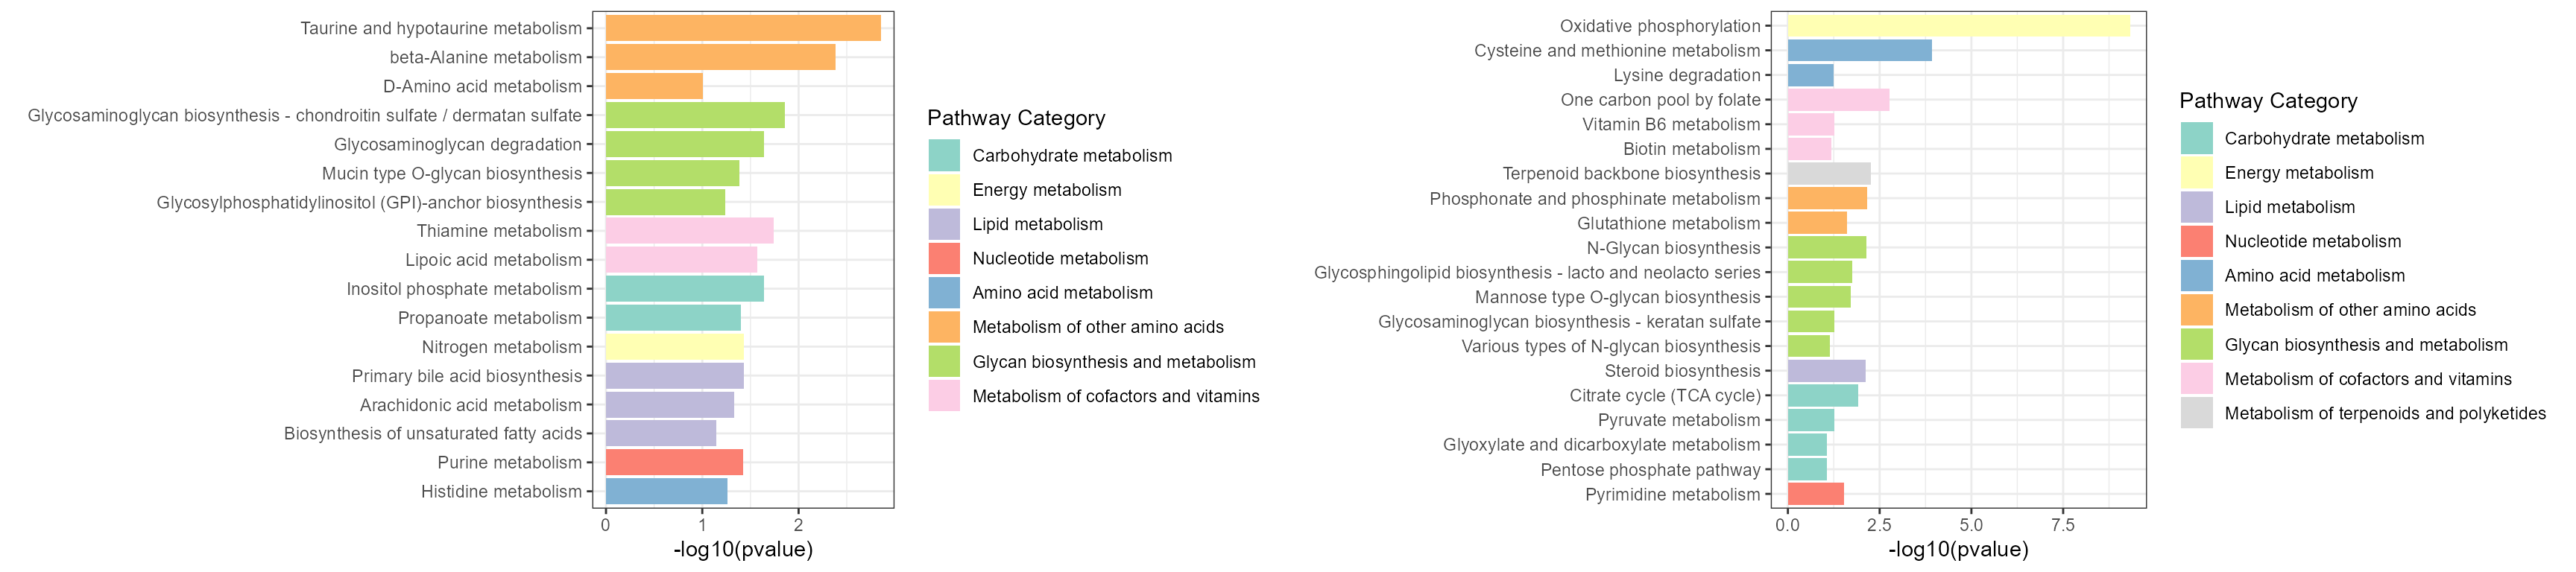 Taurine and hypotaurine metabolism
beta-Alanine metabolism
D-Amino acid metabolism
Glycosaminoglycan biosynthesis - chondroitin sulfate / dermatan sulfate
Glycosaminoglycan degradation
Mucin type O-glycan biosynthesis
Glycosylphosphatidylinositol (GPI)-anchor biosynthesis
Thiamine metabolism
Lipoic acid metabolism
Inositol phosphate metabolism
Propanoate metabolism
Nitrogen metabolism
Primary bile acid biosynthesis
Arachidonic acid metabolism
Biosynthesis of unsaturated fatty acids
Purine metabolism
Histidine metabolism
0 1 2
-log10(pvalue)
Pathway Category
Carbohydrate metabolism
Energy metabolism
Lipid metabolism
Nucleotide metabolism
Amino acid metabolism
Metabolism of other amino acids
Glycan biosynthesis and metabolism
Metabolism of cofactors and vitamins
Oxidative phosphorylation
Cysteine and methionine metabolism
Lysine degradation
One carbon pool by folate
Vitamin B6 metabolism
Biotin metabolism
Terpenoid backbone biosynthesis
Phosphonate and phosphinate metabolism
Glutathione metabolism
N-Glycan biosynthesis
Glycosphingolipid biosynthesis - lacto and neolacto series
Mannose type O-glycan biosynthesis
Glycosaminoglycan biosynthesis - keratan sulfate
Various types of N-glycan biosynthesis
Steroid biosynthesis
Citrate cycle (TCA cycle)
Pyruvate metabolism
Glyoxylate and dicarboxylate metabolism
Pentose phosphate pathway
Pyrimidine metabolism
0.0 2.5 5.0 7.5
-log10(pvalue)
Pathway Category
Carbohydrate metabolism
Energy metabolism
Lipid metabolism
Nucleotide metabolism
Amino acid metabolism
Metabolism of other amino acids
Glycan biosynthesis and metabolism
Metabolism of cofactors and vitamins
Metabolism of terpenoids and polyketides